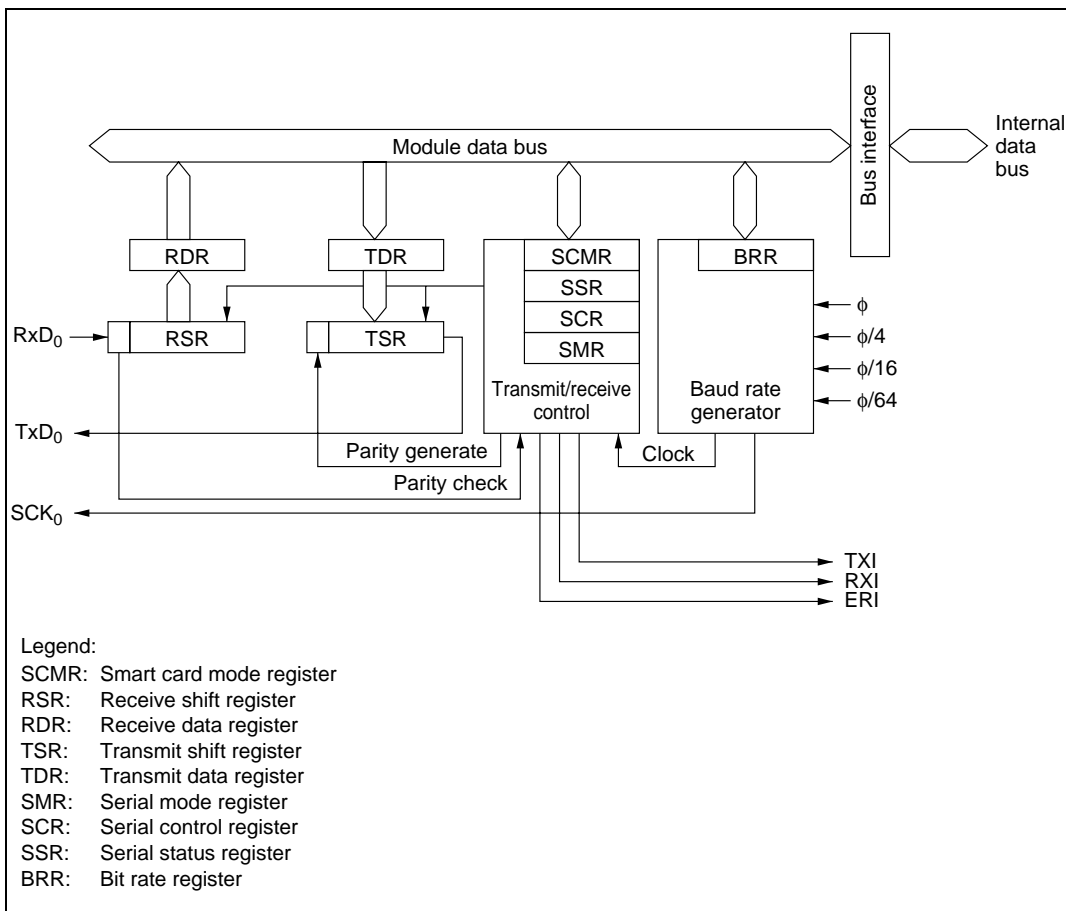 Bus interface
Internal
data
bus
Module data bus
RDR
TDR
SCMR
BRR
SSR
SCR
SMR
RSR
TSR
RxD0
TxD0
SCK0
Transmit/receive
control
Baud rate
generator
ϕ
ϕ/4
ϕ/16
ϕ/64
Parity generate
Parity check
Clock
TXI
RXI
ERI
Legend:
SCMR: Smart card mode register
RSR: Receive shift register
RDR: Receive data register
TSR: Transmit shift register
TDR: Transmit data register
SMR: Serial mode register
SCR: Serial control register
SSR: Serial status register
BRR: Bit rate register